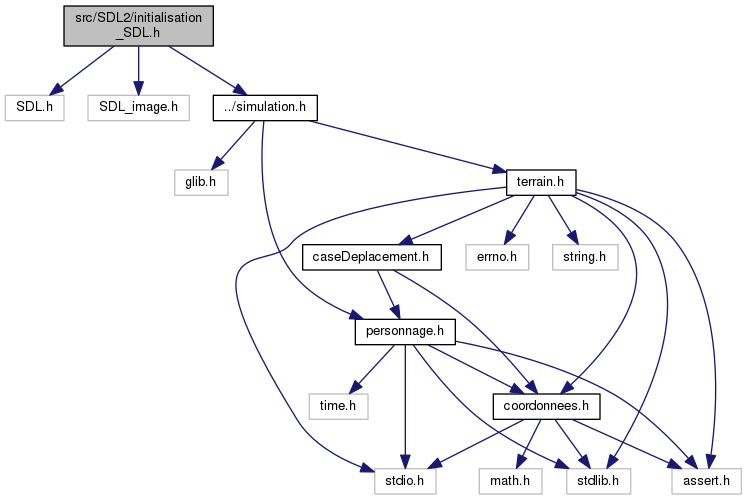 src/SDL2/initialisation
_SDL.h
SDL.h
SDL_image.h
../simulation.h
glib.h
terrain.h
caseDeplacement.h
errno.h
string.h
personnage.h
time.h
coordonnees.h
stdio.h
math.h
stdlib.h
assert.h